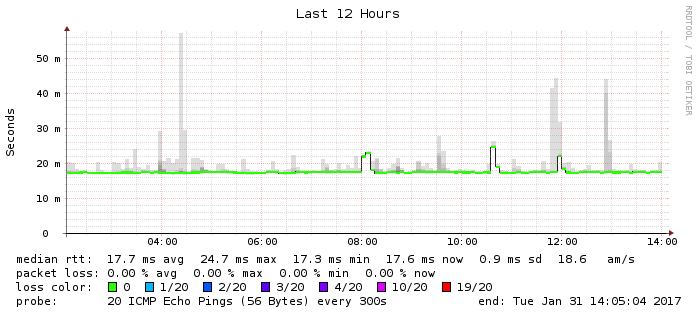 Last 12 Hours
RRDTOOL / TOBI OETIKER
Seconds
50 m
40 m
30 m
20 m
10 m
0
04:00 06:00 08:00 10:00 12:00 14:00
median rtt: 17.7 ms avg 24.7 ms max 17.3 ms min 17.6 ms now 0.9 ms sd 18.6 am/s
packet loss: 0.00 % avg 0.00 % max 0.00 % min 0.00 % now
loss color: 0 1/20 2/20 3/20 4/20 10/20 19/20
probe: 20 ICMP Echo Pings (56 Bytes) every 300s end: Tue Jan 31 14:05:04 2017